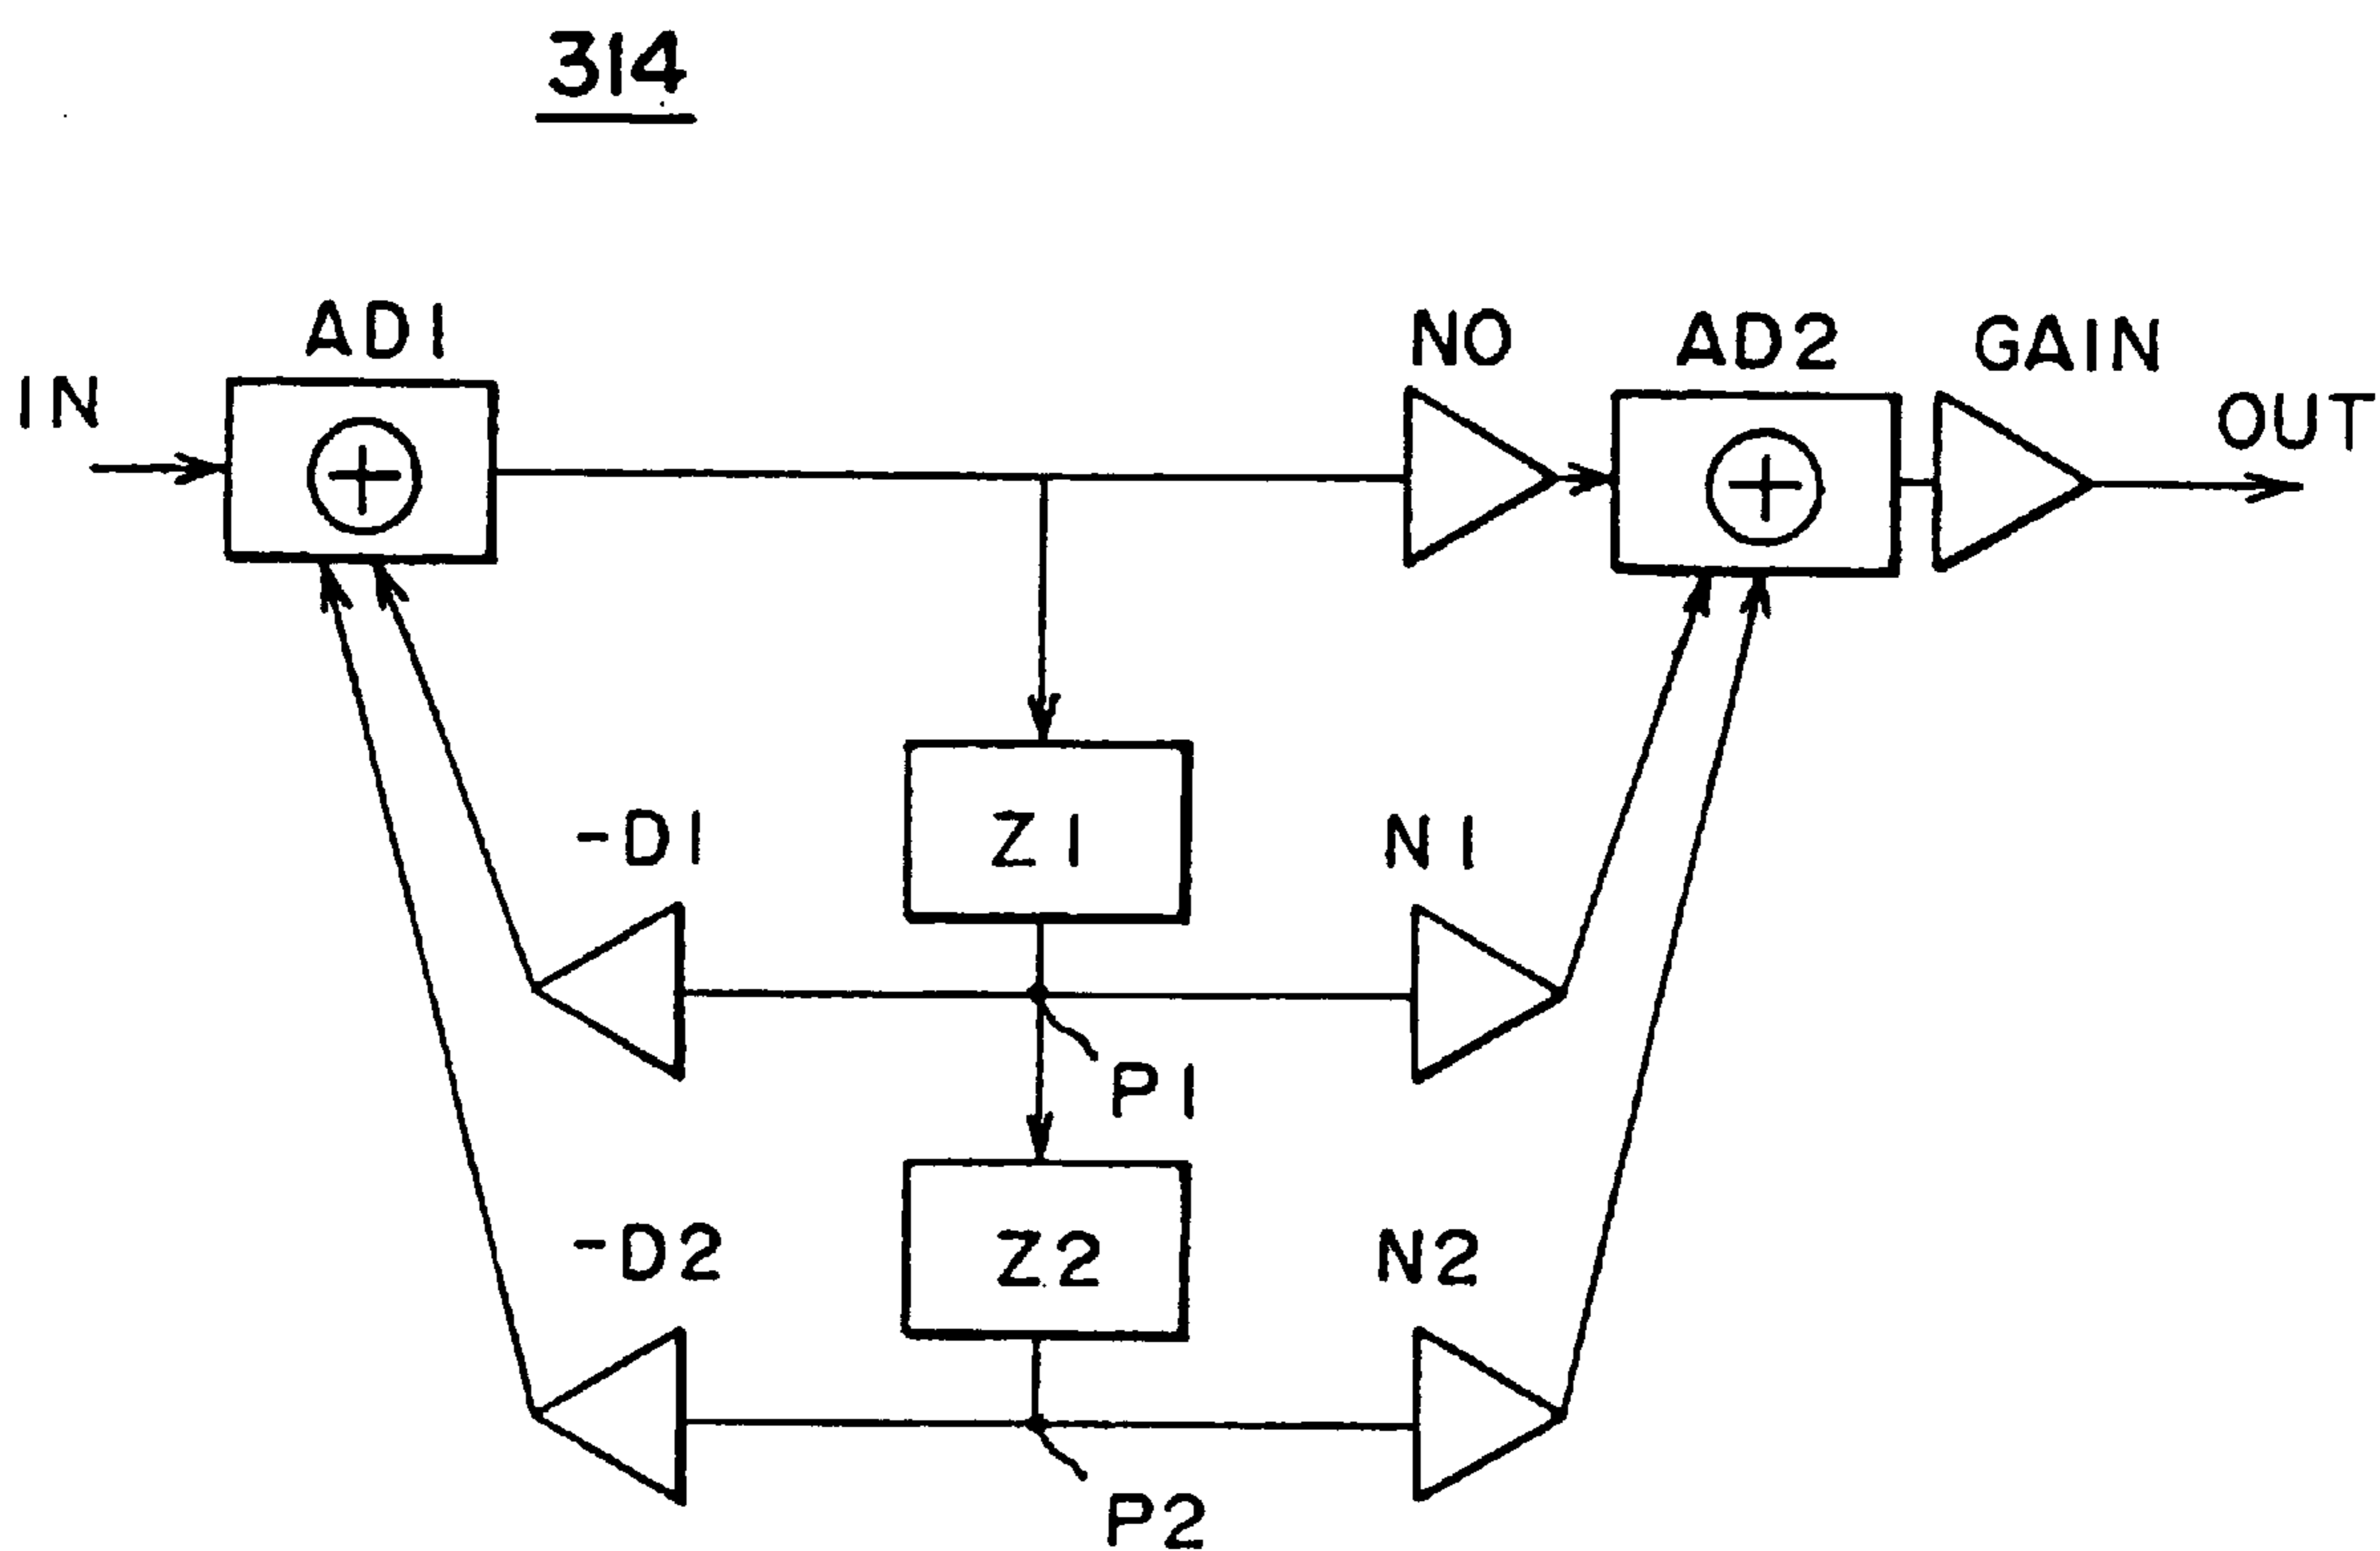 314
AD1
NO
AD2
GAIN
IN
OUT
+
+
-D1
Z1
N1
P1
-D2
Z2
N2
P2